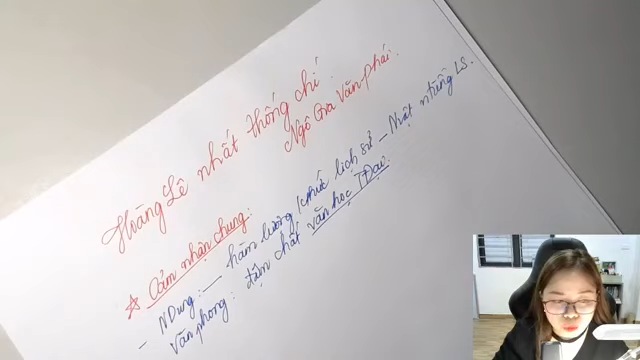 Hoàng Lê nhất thống chí.
Ngô Gia Văn phái.
☆ Cảm nhận chung:
- NDung: — hàm lượng kthức lịch sử - Nhật những LS.
Văn phong: đậm chất văn học TĐại.